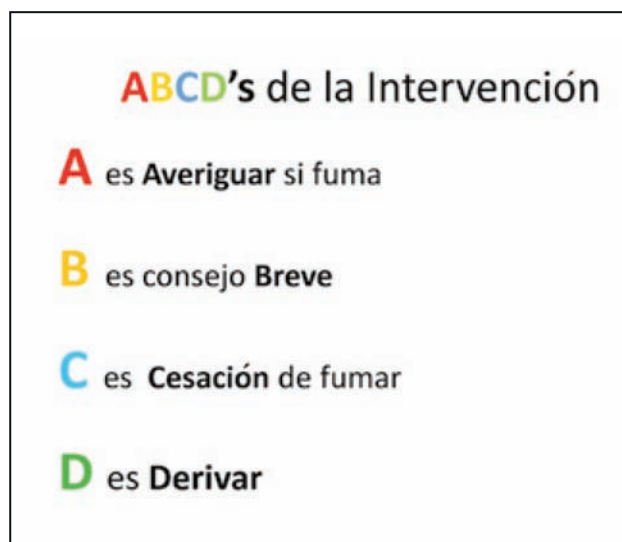 ABCD's de la Intervención
A es Averiguar si fuma
B es consejo Breve
C es Cesación de fumar
D es Derivar